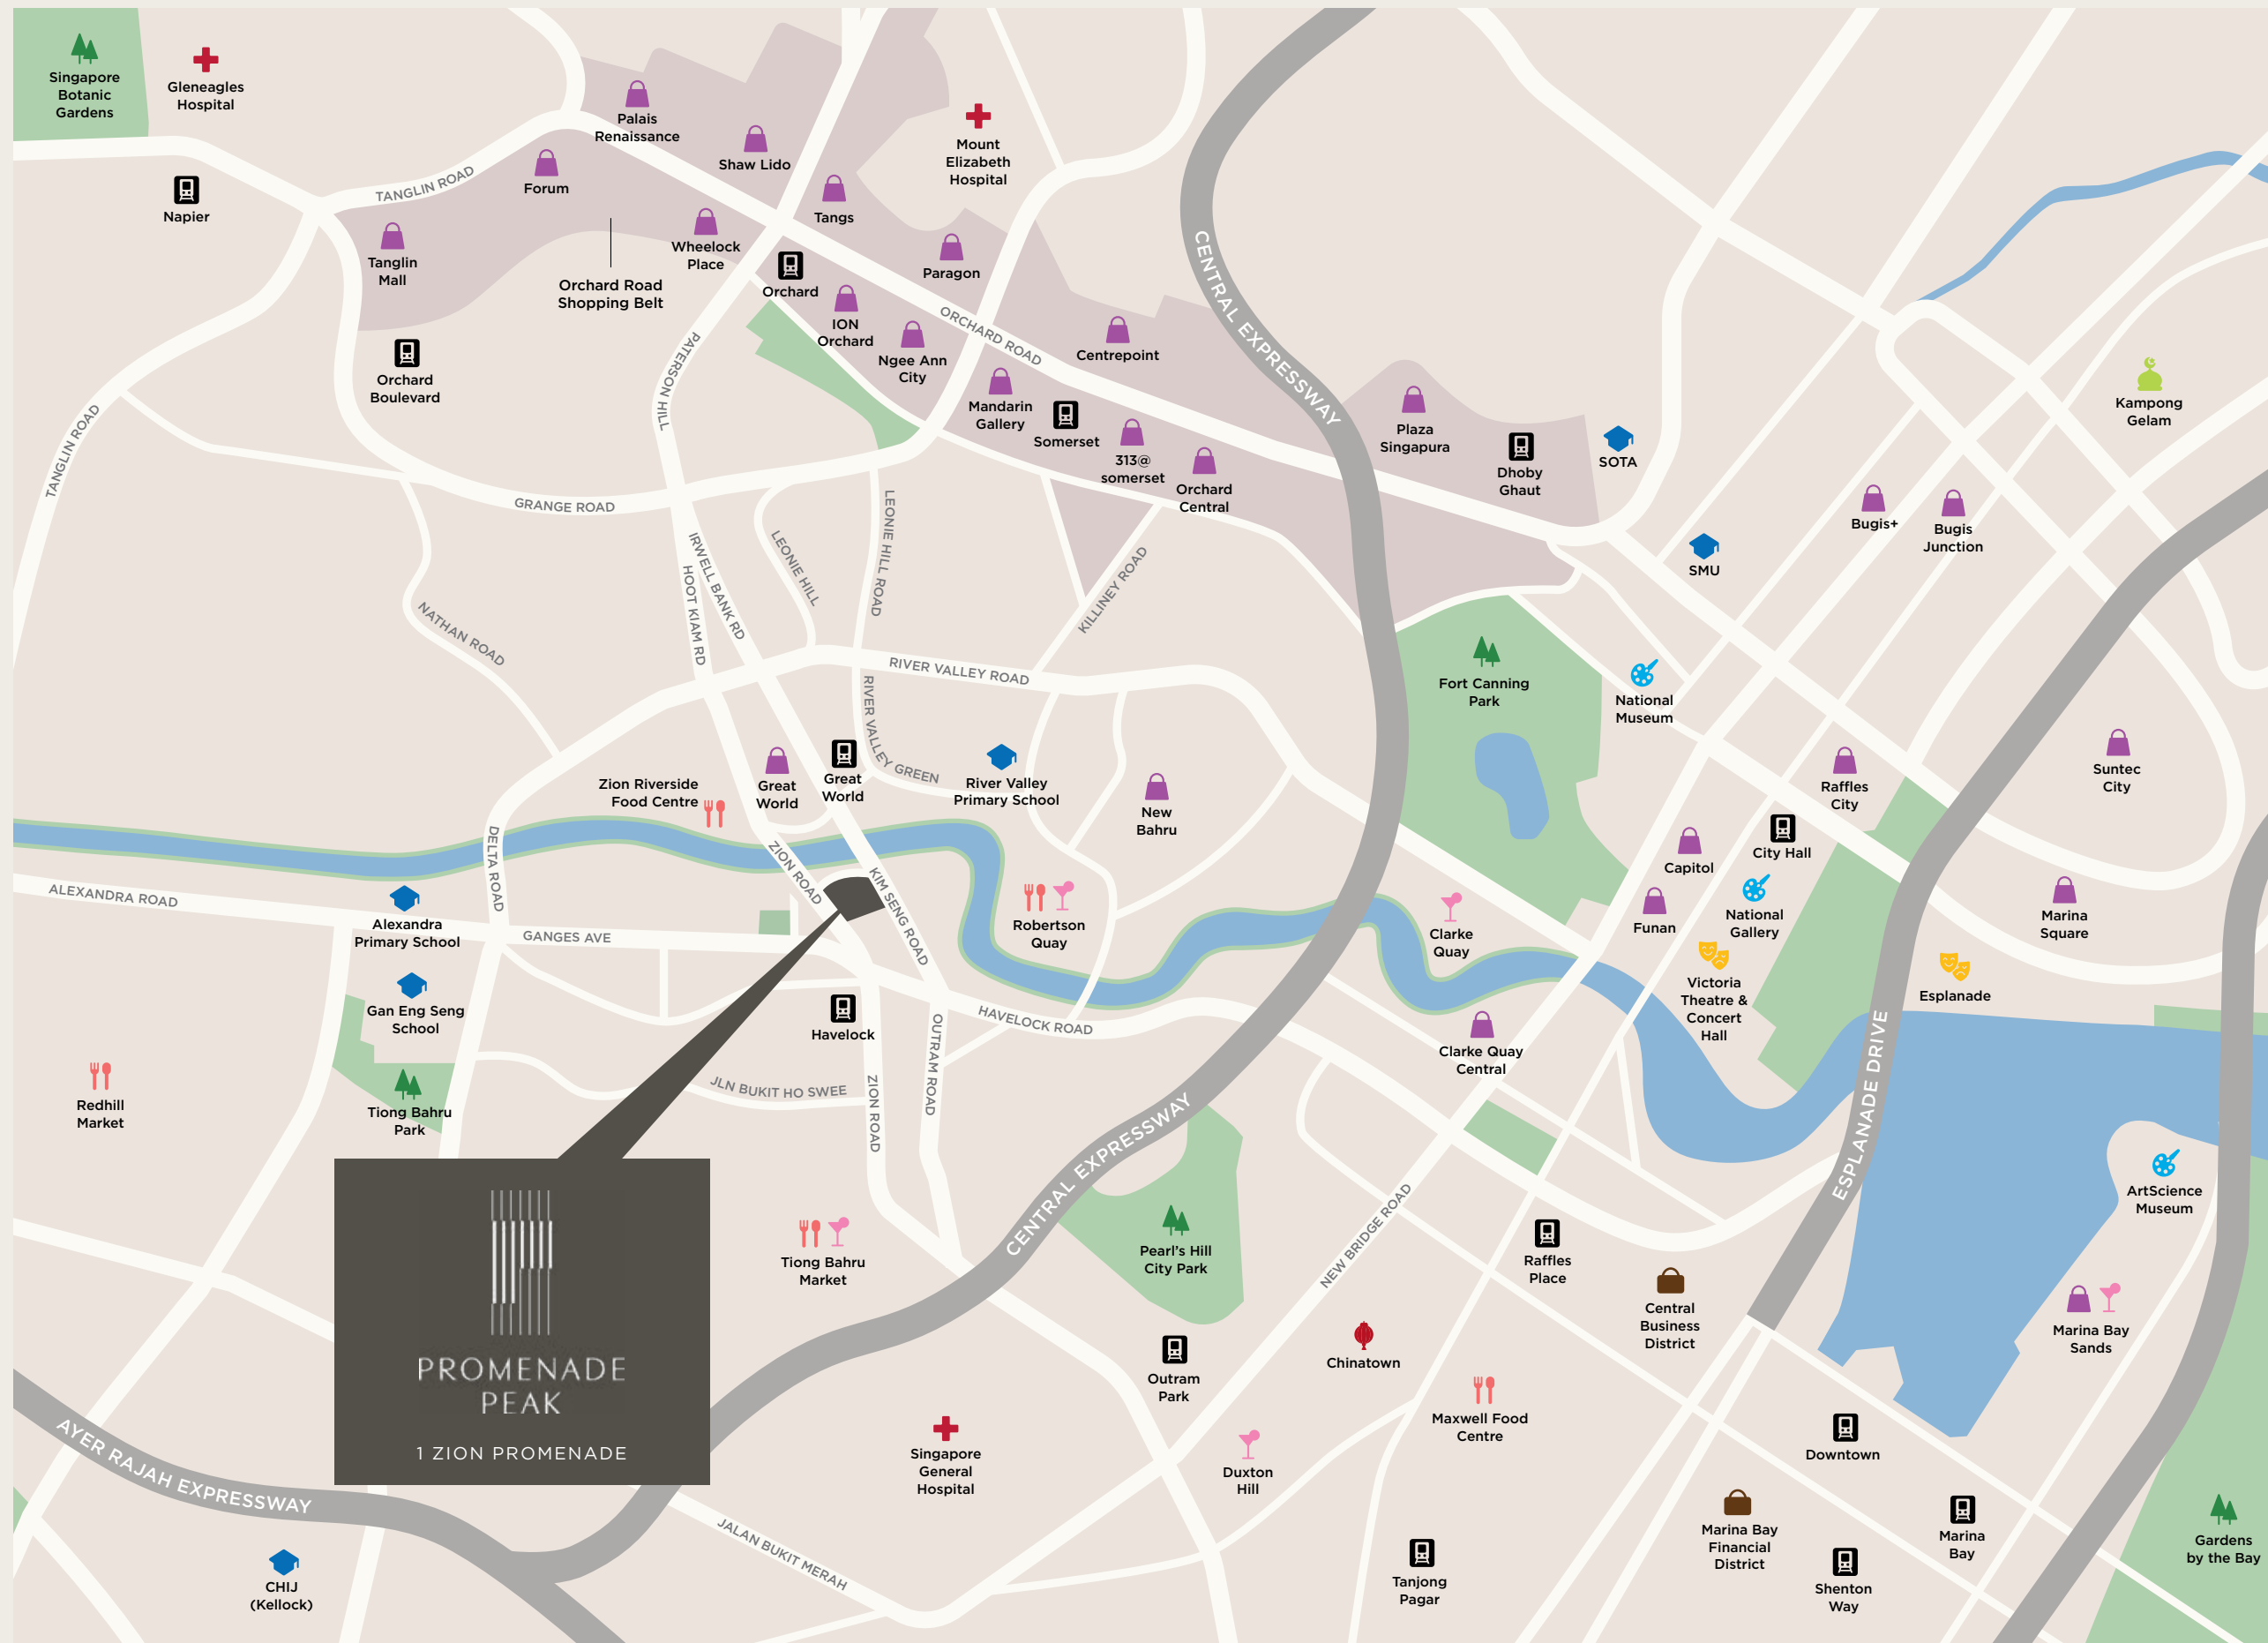 Singapore
Botanic
Gardens
Gleneagles
Hospital
Napier
TANGLIN ROAD
Forum
Palais
Renaissance
Shaw Lido
Tangs
Mount
Elizabeth
Hospital
Tanglin
Mall
Orchard Road
Shopping Belt
Wheelock
Place
Orchard
Paragon
ION
Orchard
Ngee Ann
City
ORCHARD ROAD
Centrepoint
CENTRAL EXPRESSWAY
Orchard
Boulevard
PATERSON HILL
Mandarin
Gallery
Somerset
313@
somerset
Orchard
Central
Plaza
Singapura
Dhoby
Ghaut
SOTA
SMU
Bugis+
Bugis
Junction
Kampong
Gelam
TANGLIN ROAD
GRANGE ROAD
NATHAN ROAD
IRWELL BANK RD
HOOT KIAM RD
LEONIE HILL
LEONIE HILL ROAD
KILLINEY ROAD
RIVER VALLEY ROAD
RIVER VALLEY GREEN
Fort Canning
Park
National
Museum
Zion Riverside
Food Centre
Great
World
Great
World
River Valley
Primary School
New
Bahru
Raffles
City
Suntec
City
City Hall
Capitol
Funan
National
Gallery
Marina
Square
ALEXANDRA ROAD
DELTA ROAD
ZION ROAD
KIM SENG ROAD
Alexandra
Primary School
GANGES AVE
Robertson
Quay
Clarke
Quay
Victoria
Theatre &
Concert
Hall
Esplanade
Gan Eng Seng
School
Havelock
HAVELOCK ROAD
OUTRAM ROAD
Clarke Quay
Central
ESPLANADE DRIVE
Redhill
Market
Tiong Bahru
Park
JLN BUKIT HO SWEE
ZION ROAD
CENTRAL EXPRESSWAY
ArtScience
Museum
Tiong Bahru
Market
Pearl's Hill
City Park
NEW BRIDGE ROAD
Raffles
Place
Central
Business
District
Marina Bay
Sands
PROMENADE
PEAK
1 ZION PROMENADE
Outram
Park
Chinatown
Maxwell Food
Centre
Downtown
AYER RAJAH EXPRESSWAY
Singapore
General
Hospital
Duxton
Hill
JALAN BUKIT MERAH
Tanjong
Pagar
Marina Bay
Financial
District
Shenton
Way
Marina
Bay
Gardens
by the Bay
CHIJ
(Kellock)